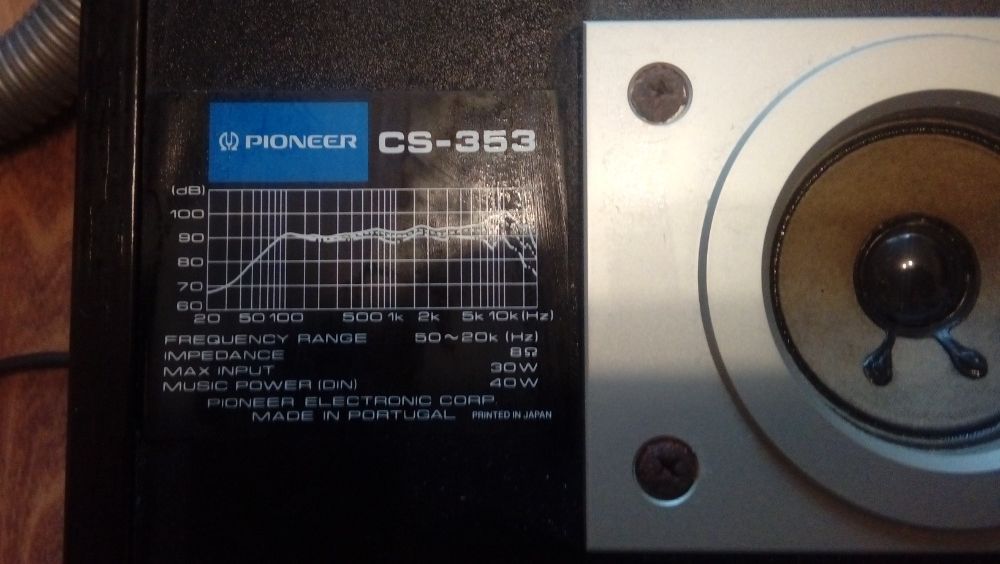 PIONEER CS-353
(dB)
100
90
80
70
60
20 50 100 500 1k 2k 5k 10k (Hz)
FREQUENCY RANGE 50~20k (Hz)
IMPEDANCE 8Ω
MAX INPUT 30W
MUSIC POWER (DIN) 40W
PIONEER ELECTRONIC CORP.
MADE IN PORTUGAL PRINTED IN JAPAN